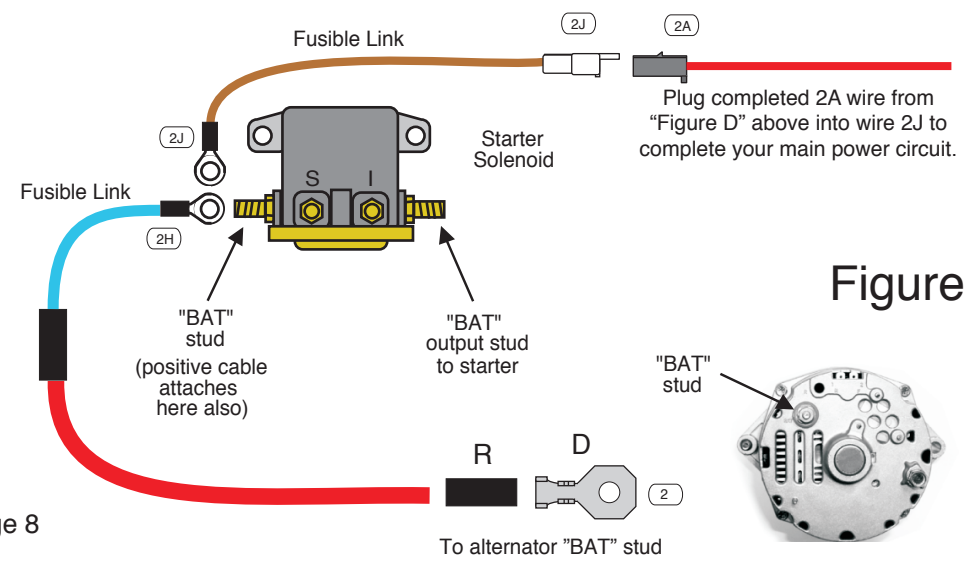 2J
2A
Fusible Link
Plug completed 2A wire from
“Figure D” above into wire 2J to
complete your main power circuit.
2J
Starter
Solenoid
S I
Fusible Link
2H
"BAT"
stud
(positive cable
attaches
here also)
"BAT"
output stud
to starter
Figure
"BAT"
stud
R
D
2
To alternator ”BAT” stud
ge 8